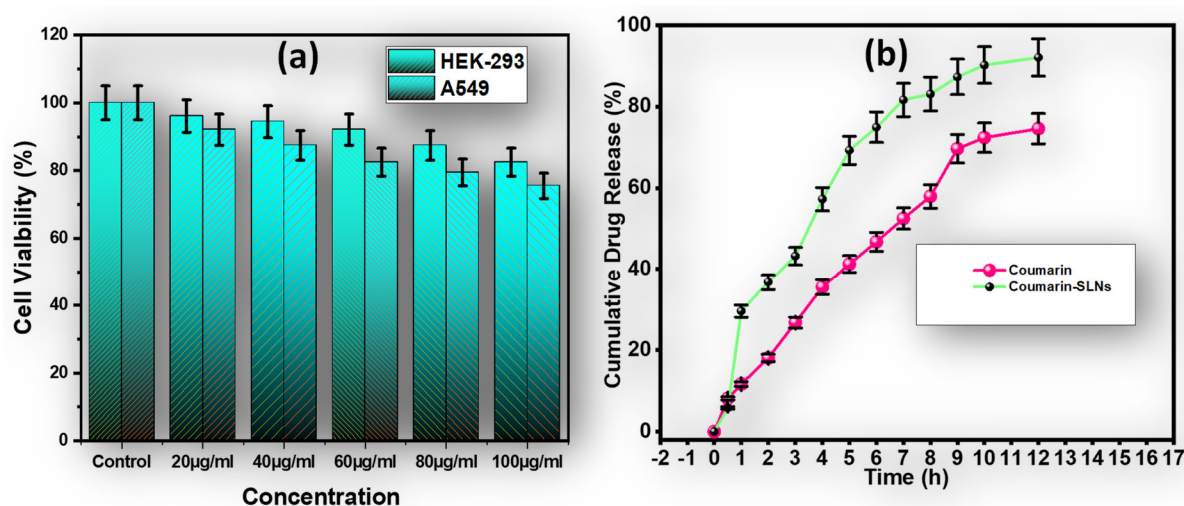 (a)
HEK-293
A549
Cell Vialbility (%)
120
100
80
60
40
20
0
Control 20µg/ml 40µg/ml 60µg/ml 80µg/ml 100µg/ml
Concentration
(b)
Coumarin
Coumarin-SLNs
Cumulative Drug Release (%)
100
80
60
40
20
0
-2 -1 0 1 2 3 4 5 6 7 8 9 10 11 12 13 14 15 16 17
Time (h)